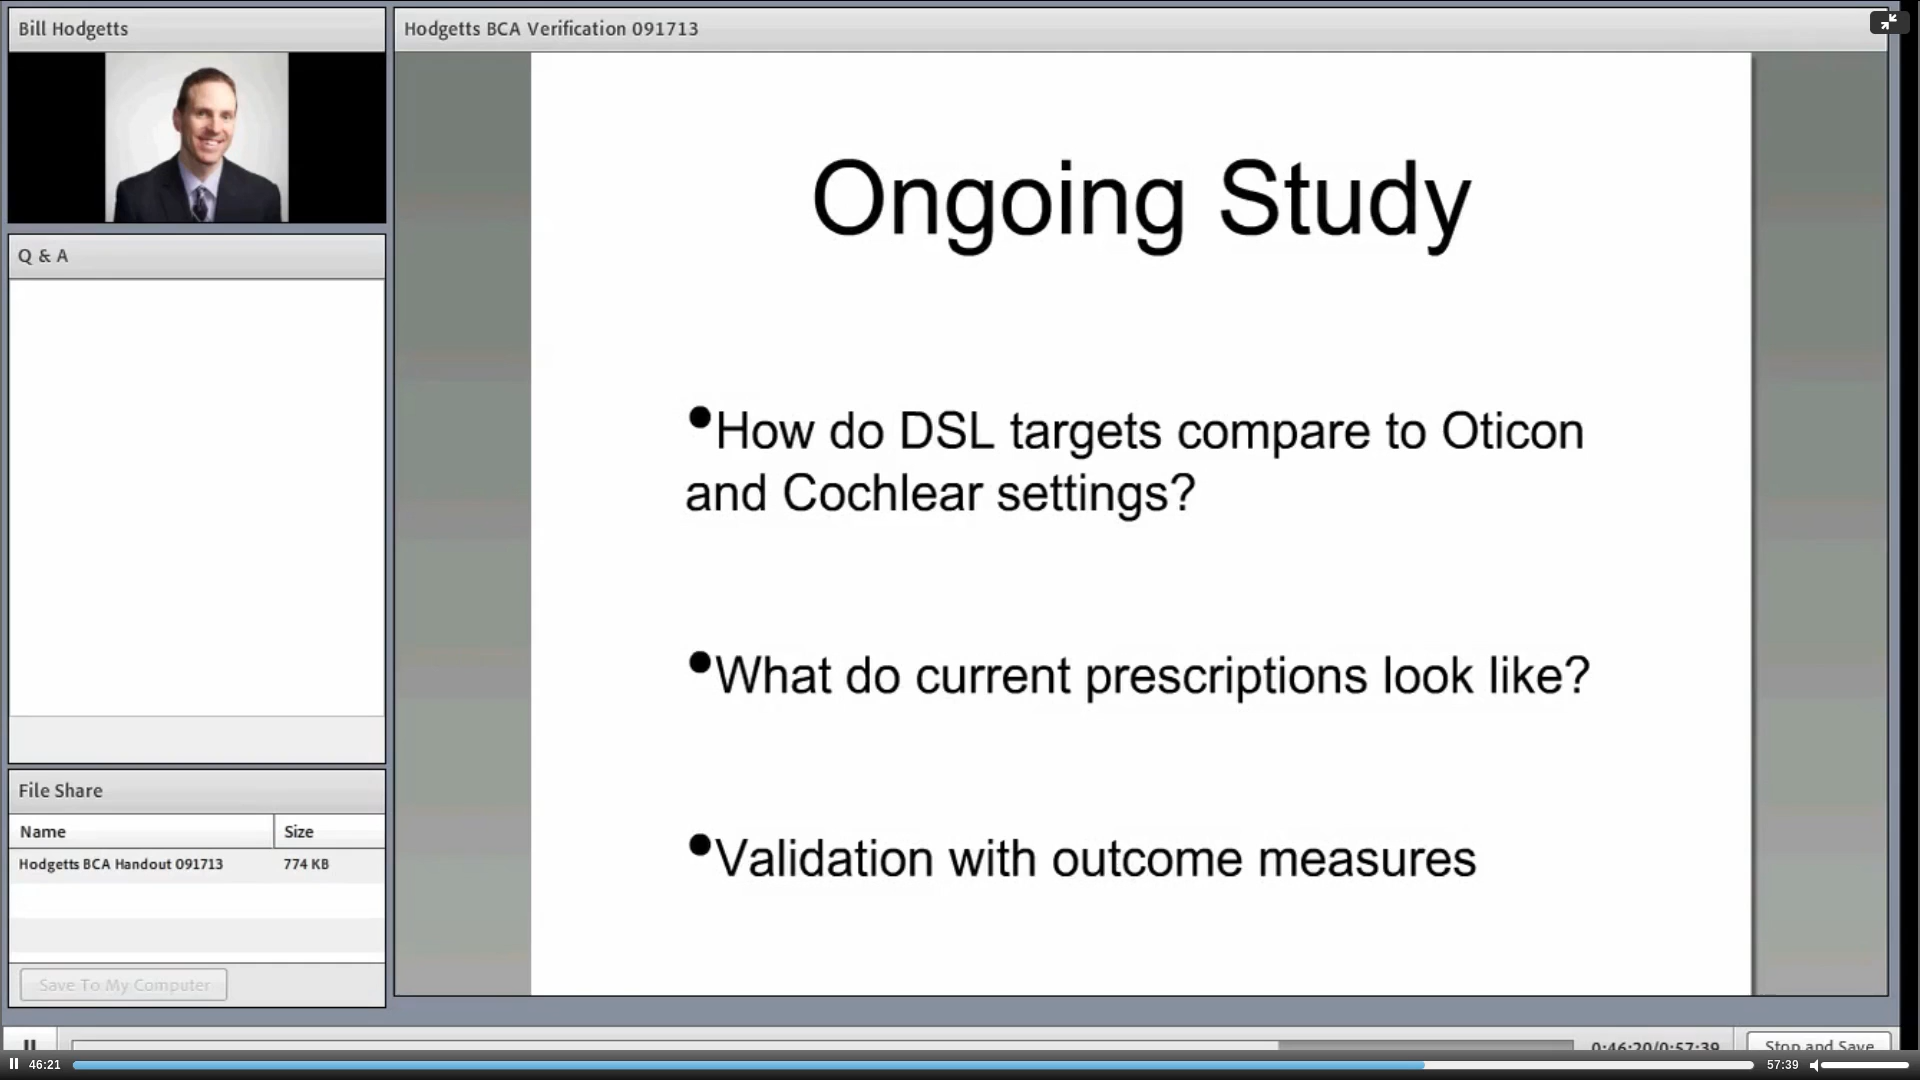 Bill Hodgetts
Hodgetts BCA Verification 091713
Ongoing Study
•How do DSL targets compare to Oticon
and Cochlear settings?
•What do current prescriptions look like?
•Validation with outcome measures
Q & A
File Share
Name Size
Hodgetts BCA Handout 091713 774 KB
Save To My Computer
0:46:20/0:57:39 Stop and Save
46:21 57:39